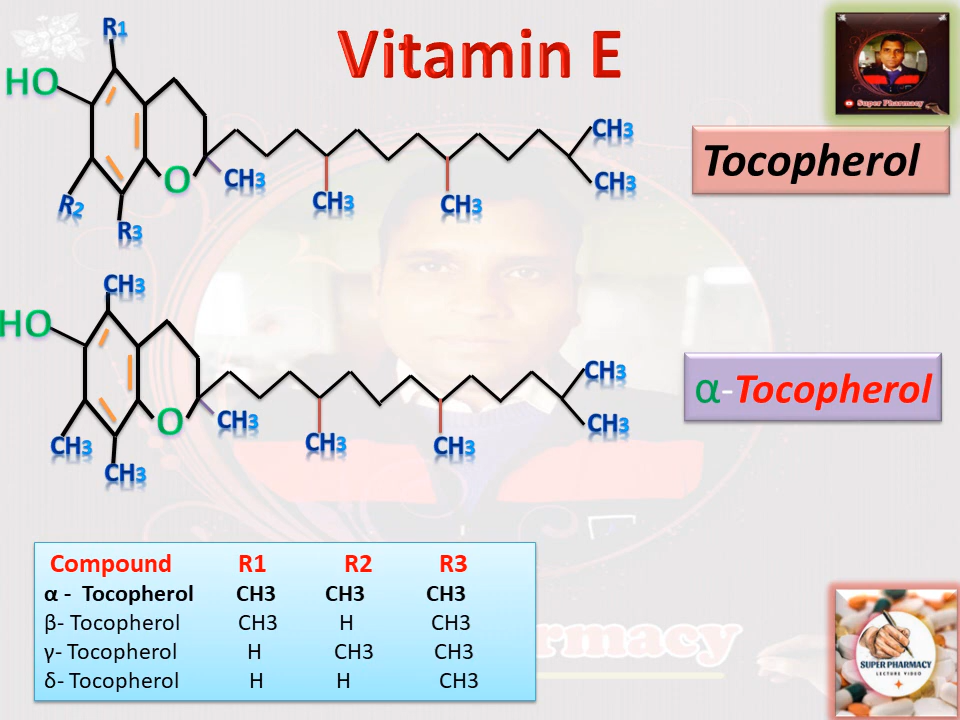 Vitamin E
Super Pharmacy
R1
HO
O
CH3
CH3
CH3
CH3
CH3
R2
R3
Tocopherol
CH3
HO
O
CH3
CH3
CH3
CH3
CH3
CH3
CH3
α-Tocopherol
Compound R1 R2 R3
α - Tocopherol CH3 CH3 CH3
β- Tocopherol CH3 H CH3
γ- Tocopherol H CH3 CH3
δ- Tocopherol H H CH3
SUPER PHARMACY
LECTURE VIDEO